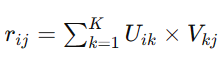 r_{ij} = \sum_{k=1}^{K} U_{ik} \times V_{kj}